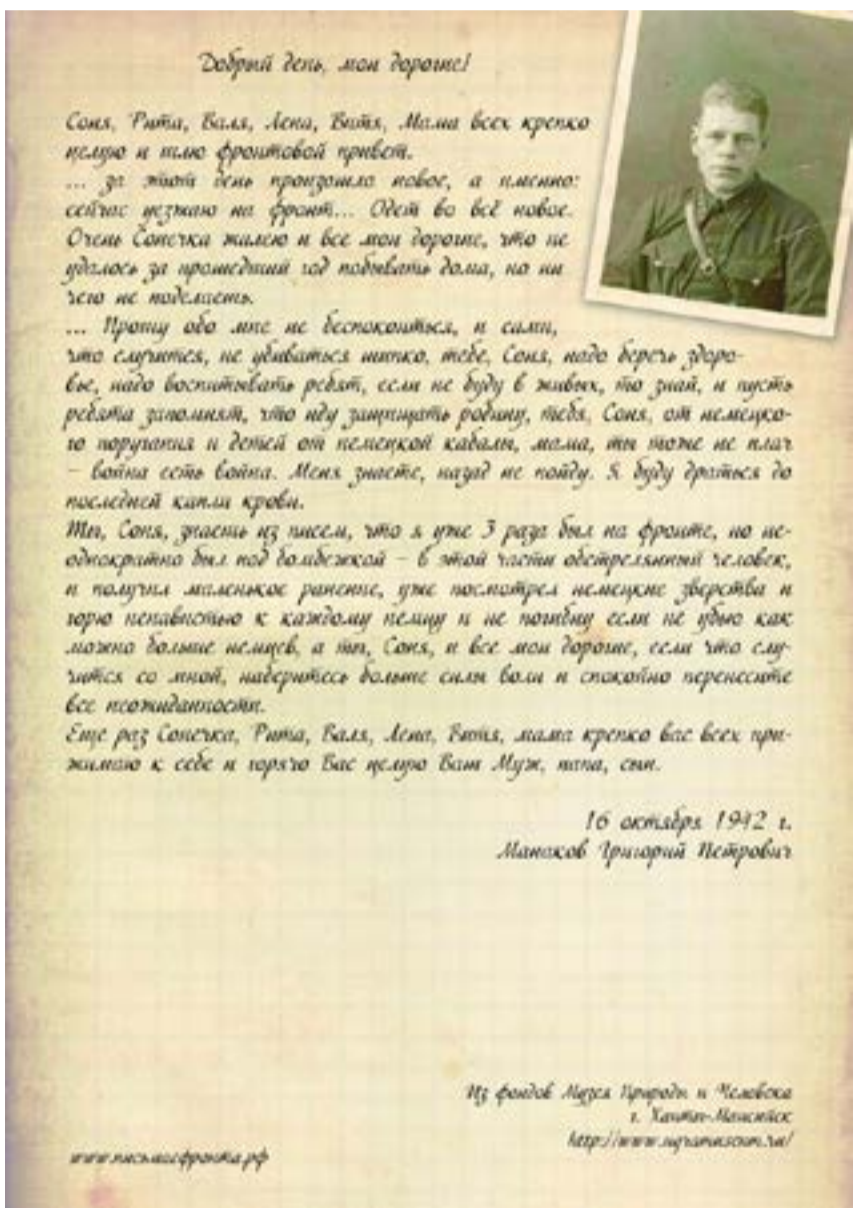 Добрый день, мои дорогие!
Соня, Рита, Валя, Лена, Витя, Мама всех крепко
целую и шлю фронтовой привет.
... за этот день произошло новое, а именно:
сейчас уезжаю на фронт... Одет во всё новое.
Очень Сонечка жалею и все мои дорогие, что не
удалось за прошедший год побывать дома, но ни
чего не поделаешь.
... Прошу обо мне не беспокоиться, и сами,
что случится, не убиваться шипко, тебе, Соня, надо беречь здоро-
вье, надо воспитывать ребят, если не буду в живых, то знай, и пусть
ребята запомнят, что иду защищать родину, тебя, Соня, от немецко-
го поругания и детей от немецкой кабалы, мама, ты тоже не плач
– война есть война. Меня знаете, назад не пойду. Я буду драться до
последней капли крови.
Ты, Соня, знаешь из писем, что я уже 3 раза был на фронте, но не-
однократно был под бомбежкой – в этой части обстрелянный человек,
и получил маленькое ранение, уже посмотрел немецкие зверства и
горю ненавистью к каждому немцу и не погибну если не убью как
можно больше немцев, а ты, Соня, и все мои дорогие, если что слу-
чится со мной, наберитесь больше силы воли и спокойно перенесите
все неожиданности.
Еще раз Сонечка, Рита, Валя, Лена, Витя, мама крепко вас всех при-
жимаю к себе и горячо Вас целую Ваш Муж, папа, сын.
16 октября 1942 г.
Манаков Григорий Петрович
Из фондов Музея Природы и Человека
г. Ханты-Мансийск
http://www.ugramuseum.ru/
www.письмасфронта.рф